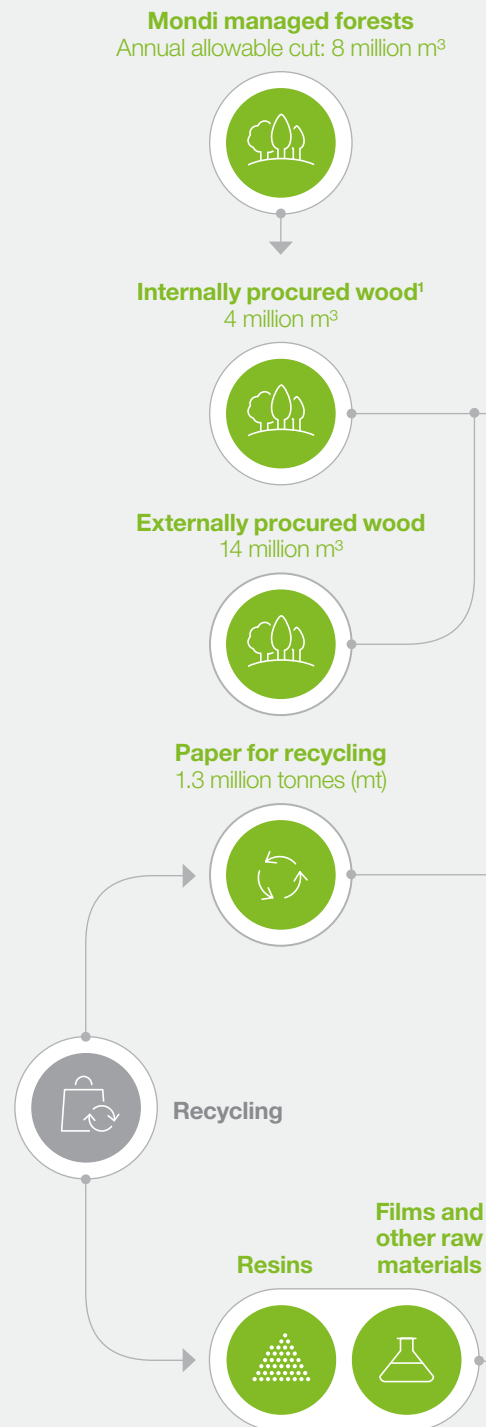 Mondi managed forests
Annual allowable cut: 8 million m³
Internally procured wood¹
4 million m³
Externally procured wood
14 million m³
Paper for recycling
1.3 million tonnes (mt)
Recycling
Resins
Films and
other raw
materials